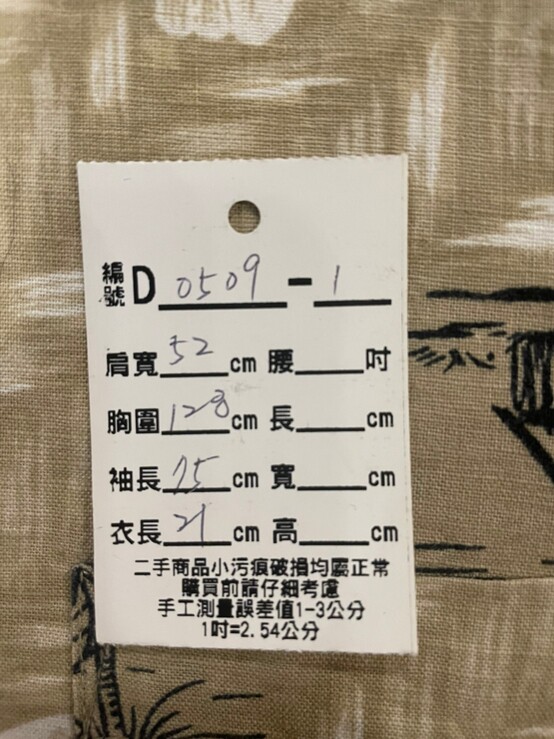 編號 D 0509 - 1
肩寬 52 cm 腰 吋
胸圍 128 cm 長 cm
袖長 75 cm 寬 cm
衣長 21 cm 高 cm
二手商品小污痕破損均屬正常
購買前請仔細考慮
手工測量誤差值1-3公分
1吋=2.54公分